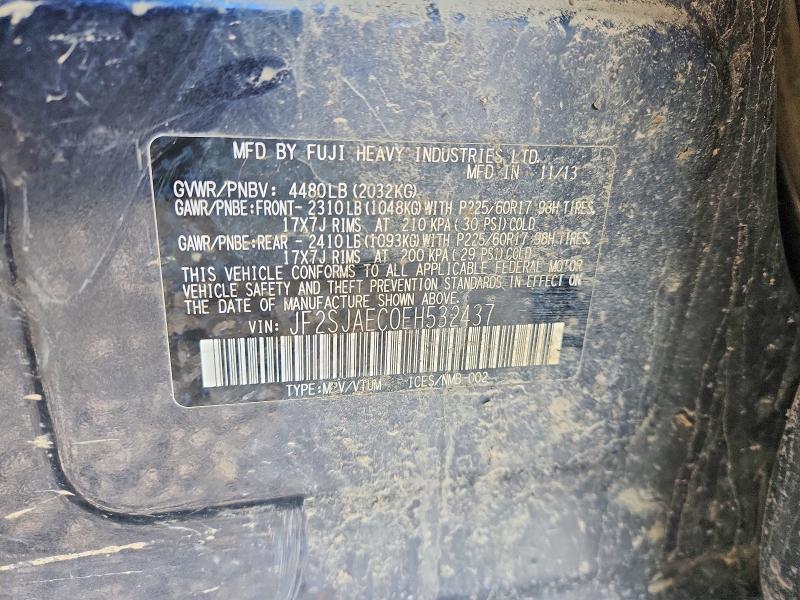 MFD BY FUJI HEAVY INDUSTRIES LTD.
MFD IN 11/13
GVWR/PNBV: 4480LB(2032KG)
GAWR/PNBE:FRONT- 2310LB(1048KG)WITH P225/60R17 98H TIRES,
17X7J RIMS AT 210 KPA( 30 PSI)COLD
GAWR/PNBE:REAR - 2410LB(1093KG)WITH P225/60R17 98H TIRES,
17X7J RIMS AT 200 KPA( 29 PSI)COLD
THIS VEHICLE CONFORMS TO ALL APPLICABLE FEDERAL MOTOR
VEHICLE SAFETY AND THEFT PREVENTION STANDARDS IN EFFECT ON
THE DATE OF MANUFACTURE SHOWN ABOVE.
VIN: JF2SJAEC0EH532437
TYPE:MPV/VTUM ICES/NMB-002